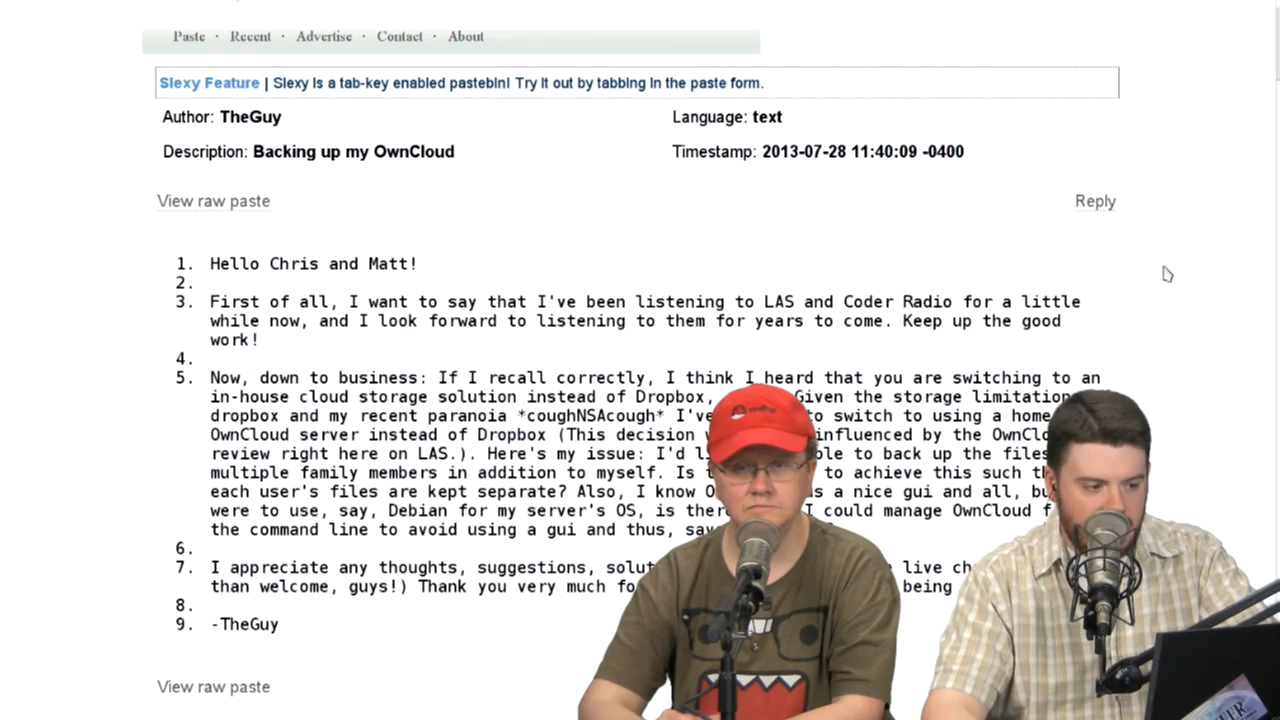 Paste · Recent · Advertise · Contact · About
Slexy Feature | Slexy is a tab-key enabled pastebin! Try it out by tabbing in the paste form.
Author: TheGuy Language: text
Description: Backing up my OwnCloud Timestamp: 2013-07-28 11:40:09 -0400
View raw paste Reply
1. Hello Chris and Matt!
2.
3. First of all, I want to say that I've been listening to LAS and Coder Radio for a little
while now, and I look forward to listening to them for years to come. Keep up the good
work!
4.
5. Now, down to business: If I recall correctly, I think I heard that you are switching to an
in-house cloud storage solution instead of Dropbox, Given the storage limitation
dropbox and my recent paranoia *coughNSAcough* I've to switch to using a home
OwnCloud server instead of Dropbox (This decision influenced by the OwnClo
review right here on LAS.). Here's my issue: I'd to back up the files
multiple family members in addition to myself. Is to achieve this such
each user's files are kept separate? Also, I know a nice gui and all,
were to use, say, Debian for my server's OS, is I could manage OwnCloud
the command line to avoid using a gui and thus,
6.
7. I appreciate any thoughts, suggestions, live
than welcome, guys!) Thank you very much being
8.
9. -TheGuy
View raw paste